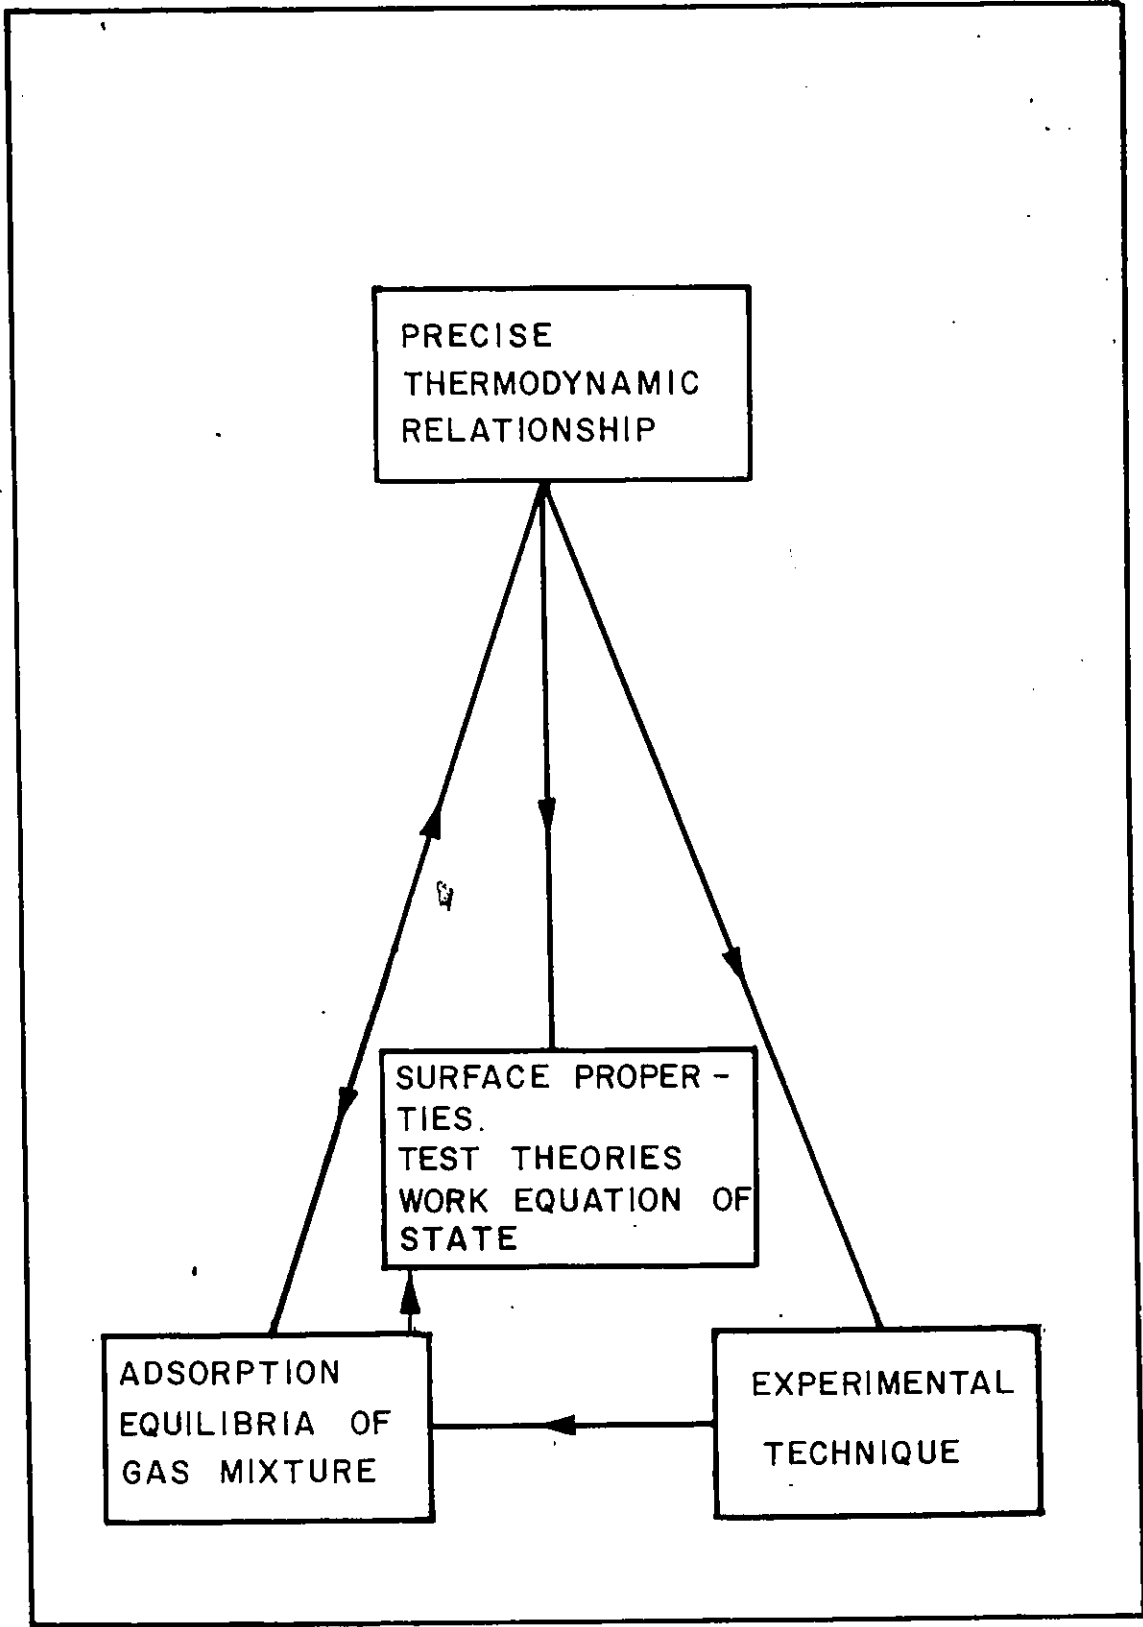 PRECISE
THERMODYNAMIC
RELATIONSHIP
SURFACE PROPER -
TIES.
TEST THEORIES
WORK EQUATION OF
STATE
ADSORPTION
EQUILIBRIA OF
GAS MIXTURE
EXPERIMENTAL
TECHNIQUE